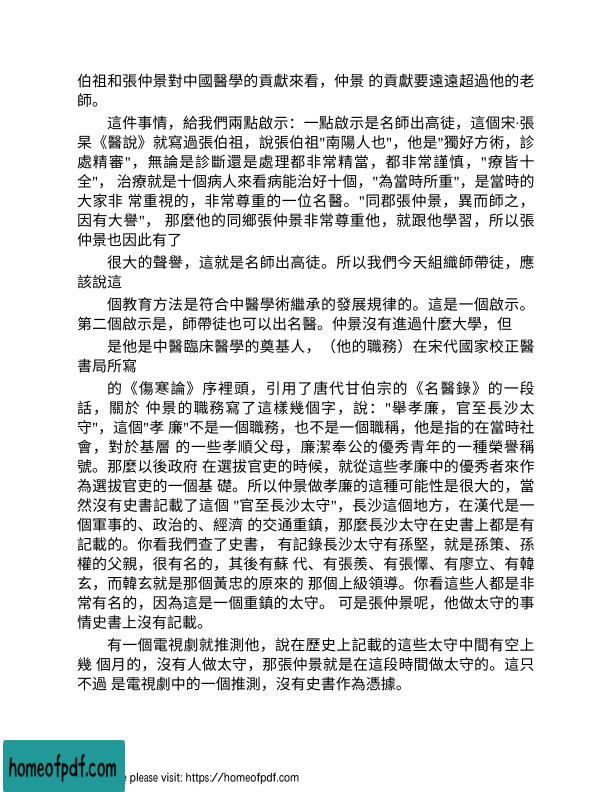 伯祖和張仲景對中國醫學的貢獻來看，仲景 的貢獻要遠遠超過他的老
師。
這件事情，給我們兩點啟示：一點啟示是名師出高徒，這個宋·張
杲《醫說》就寫過張伯祖，說張伯祖"南陽人也"，他是"獨好方術，診
處精審"，無論是診斷還是處理都非常精當，都非常謹慎，"療皆十
全"， 治療就是十個病人來看病能治好十個，"為當時所重"，是當時的
大家非 常重視的，非常尊重的一位名醫。"同郡張仲景，異而師之，
因有大譽"， 那麼他的同鄉張仲景非常尊重他，就跟他學習，所以張
仲景也因此有了
很大的聲譽，這就是名師出高徒。所以我們今天組織師帶徒，應
該說這
個教育方法是符合中醫學術繼承的發展規律的。這是一個啟示。
第二個啟示是，師帶徒也可以出名醫。仲景沒有進過什麼大學，但
是他是中醫臨床醫學的奠基人，（他的職務）在宋代國家校正醫
書局所寫
的《傷寒論》序裡頭，引用了唐代甘伯宗的《名醫錄》的一段
話，關於 仲景的職務寫了這樣幾個字，說："舉孝廉，官至長沙太
守"，這個"孝 廉"不是一個職務，也不是一個職稱，他是指的在當時社
會，對於基層 的一些孝順父母，廉潔奉公的優秀青年的一種榮譽稱
號。那麼以後政府 在選拔官吏的時候，就從這些孝廉中的優秀者來作
為選拔官吏的一個基 礎。所以仲景做孝廉的這種可能性是很大的，當
然沒有史書記載了這個 "官至長沙太守"，長沙這個地方，在漢代是一
個軍事的、政治的、經濟 的交通重鎮，那麼長沙太守在史書上都是有
記載的。你看我們查了史書， 有記錄長沙太守有孫堅，就是孫策、孫
權的父親，很有名的，其後有蘇 代、有張羨、有張懌、有廖立、有韓
玄，而韓玄就是那個黃忠的原來的 那個上級領導。你看這些人都是非
常有名的，因為這是一個重鎮的太守。 可是張仲景呢，他做太守的事
情史書上沒有記載。
有一個電視劇就推測他，說在歷史上記載的這些太守中間有空上
幾 個月的，沒有人做太守，那張仲景就是在這段時間做太守的。這只
不過 是電視劇中的一個推測，沒有史書作為憑據。
homeofpdf.com
please visit: https://homeofpdf.com